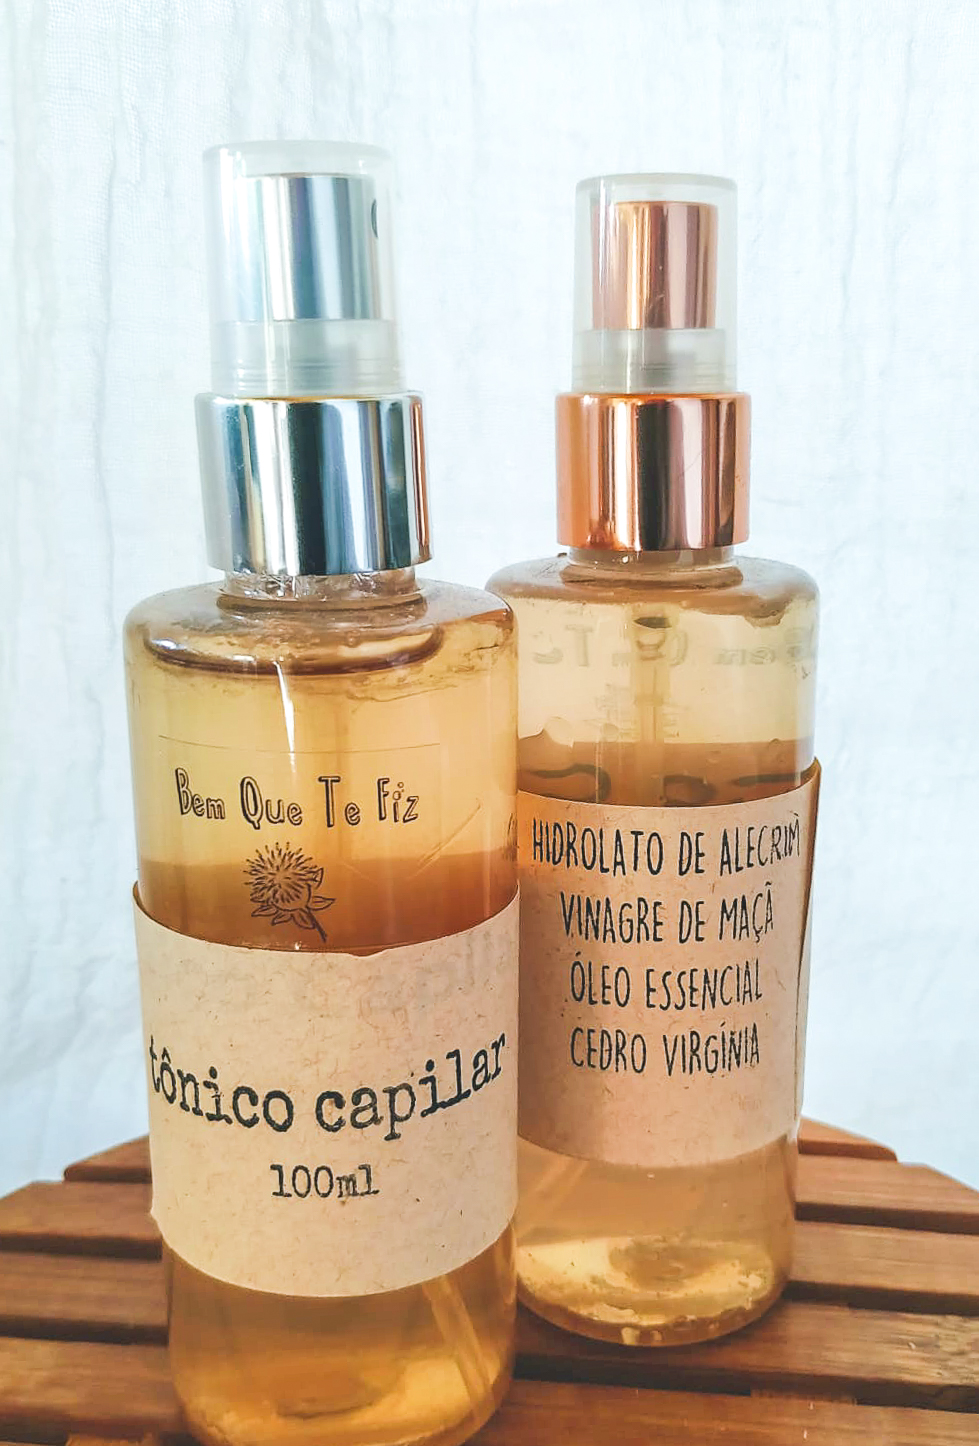 Bem Que Te Fiz
tônico capilar
100ml
HIDROLATO DE ALECRIM
VINAGRE DE MAÇÃ
ÓLEO ESSENCIAL
CEDRO VIRGÍNIA